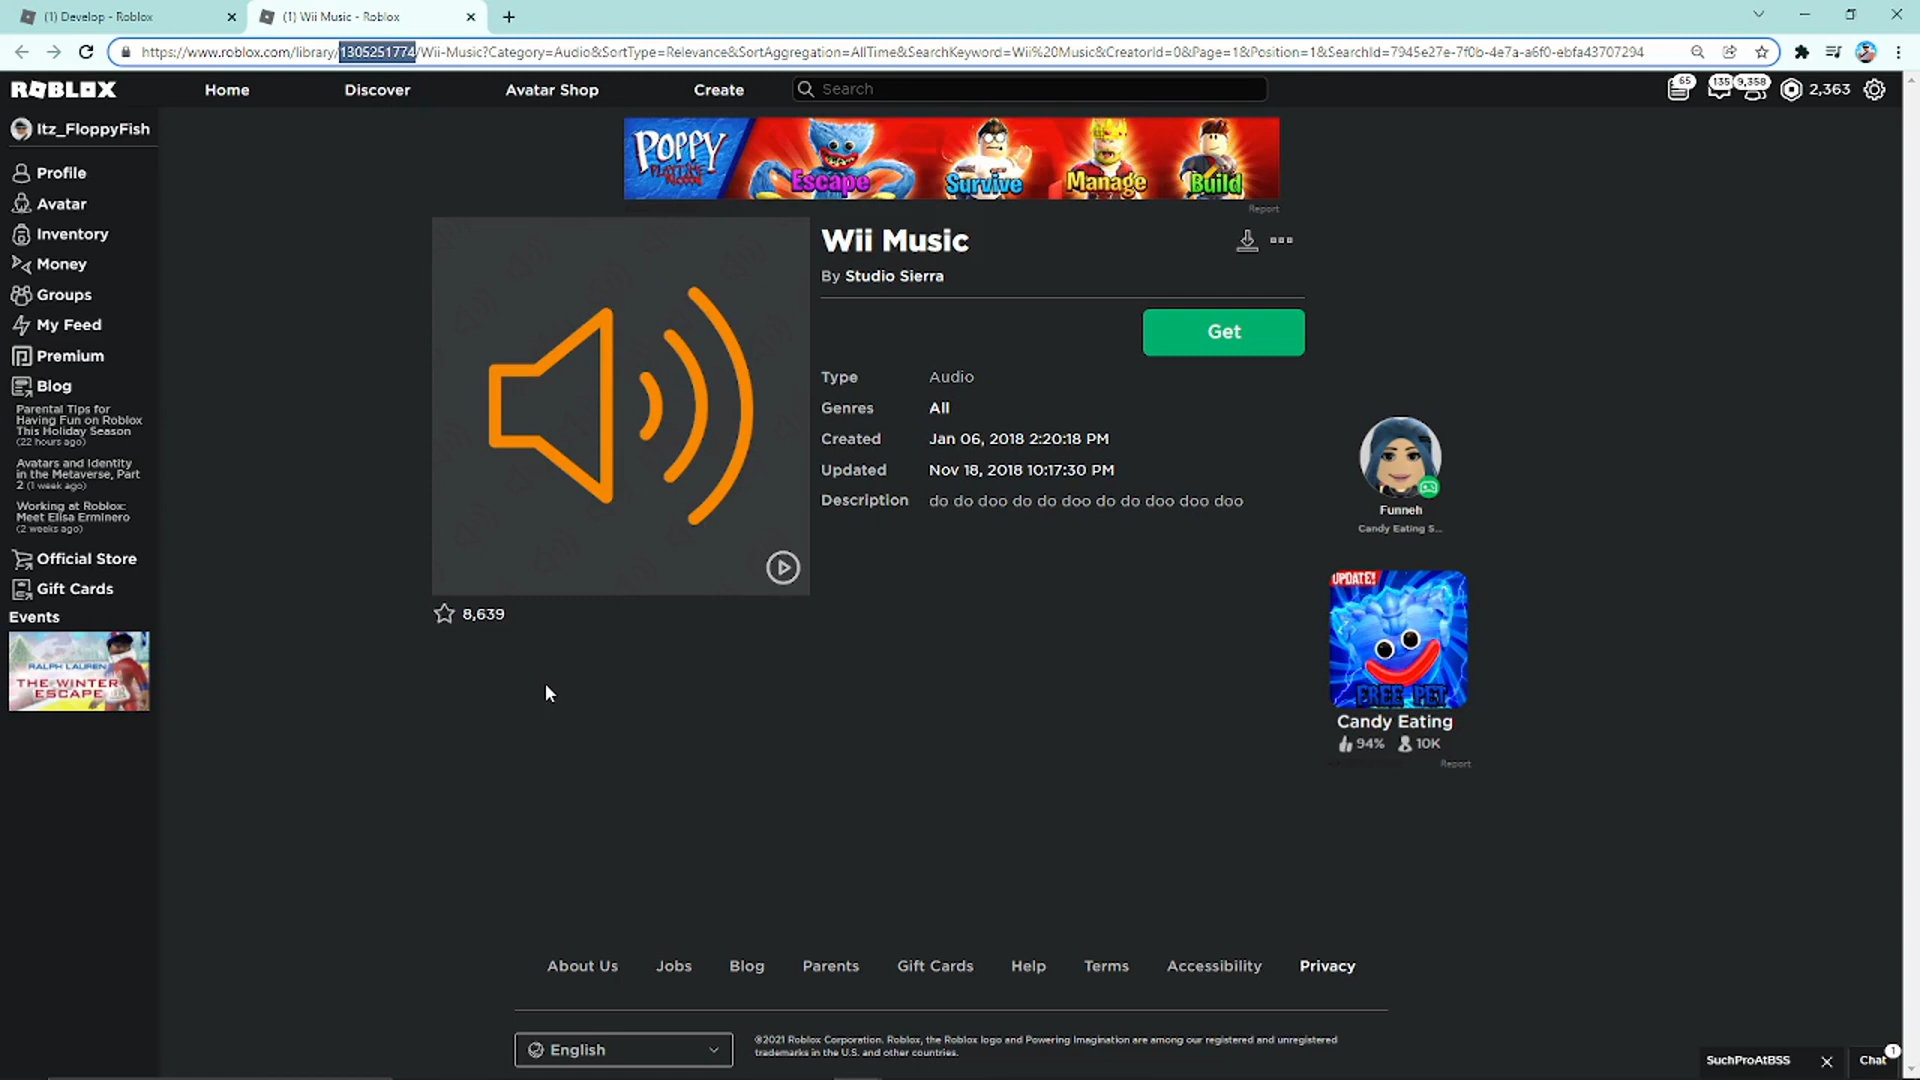 (1) Develop - Roblox
(1) Wii Music - Roblox
https://www.roblox.com/library/1305251774/Wii-Music?Category=Audio&SortType=Relevance&SortAggregation=AllTime&SearchKeyword=Wii%20Music&CreatorId=0&Page=1&Position=1&SearchId=7945e27e-7f0b-4e7a-a6f0-ebfa43707294
ROBLOX
Home
Discover
Avatar Shop
Create
Search
65
135
9,358
2,363
Itz_FloppyFish
Profile
Avatar
Inventory
Money
Groups
My Feed
Premium
Blog
Parental Tips for
Having Fun on Roblox
This Holiday Season
(22 hours ago)
Avatars and Identity
in the Metaverse, Part
2 (1 week ago)
Working at Roblox:
Meet Elisa Erminero
(2 weeks ago)
Official Store
Gift Cards
Events
RALPH LAUREN
THE WINTER
ESCAPE
POPPY
PLAYTIME
Escape
Survive
Manage
Build
Report
Wii Music
By Studio Sierra
Get
Type Audio
Genres All
Created Jan 06, 2018 2:20:18 PM
Updated Nov 18, 2018 10:17:30 PM
Description do do doo do do doo do do doo doo doo
8,639
Funneh
Candy Eating S...
UPDATE!
FREE PET
Candy Eating
94% 10K
Report
About Us
Jobs
Blog
Parents
Gift Cards
Help
Terms
Accessibility
Privacy
English
©2021 Roblox Corporation. Roblox, the Roblox logo and Powering Imagination are among our registered and unregistered
trademarks in the U.S. and other countries.
SuchProAtBSS
Chat
1